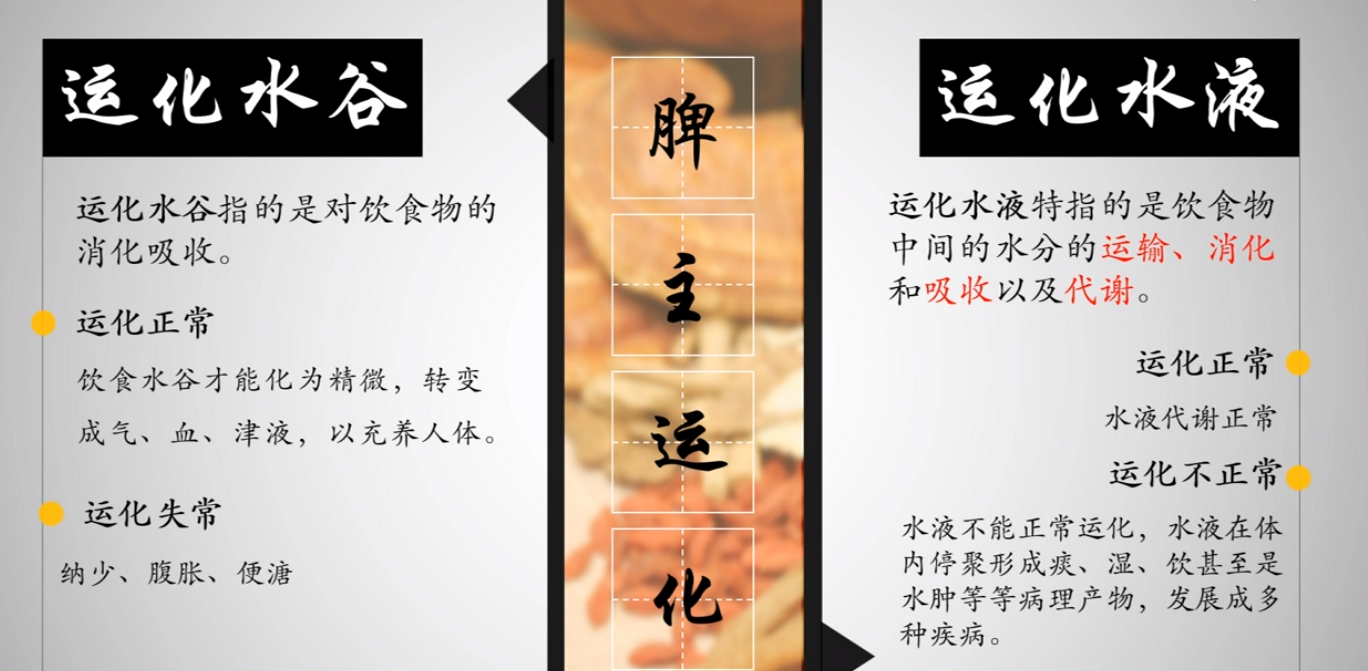 运化水谷
运化水谷指的是对饮食物的
消化吸收。
运化正常
饮食水谷才能化为精微，转变
成气、血、津液，以充养人体。
运化失常
纳少、腹胀、便溏
脾
主
运
化
运化水液
运化水液特指的是饮食物
中间的水分的运输、消化
和吸收以及代谢。
运化正常
水液代谢正常
运化不正常
水液不能正常运化，水液在体
内停聚形成痰、湿、饮甚至是
水肿等等病理产物，发展成多
种疾病。